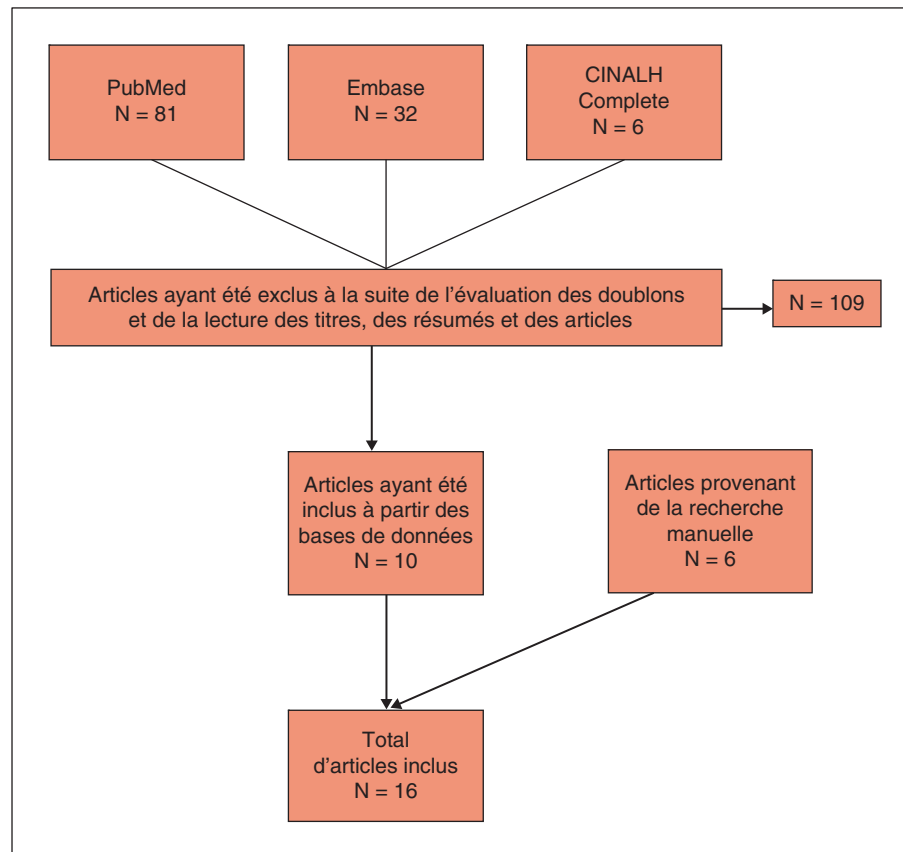 PubMed
N = 81
Embase
N = 32
CINALH
Complete
N = 6
Articles ayant été exclus à la suite de l’évaluation des doublons
et de la lecture des titres, des résumés et des articles
N = 109
Articles ayant été
inclus à partir des
bases de données
N = 10
Articles provenant
de la recherche
manuelle
N = 6
Total
d’articles inclus
N = 16